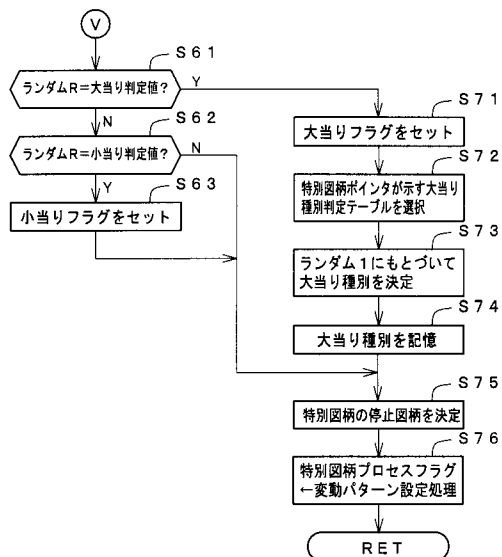 V
S61
ランダムR=大当り判定値?
Y
N
S62
ランダムR=小当り判定値?
N
Y
S63
小当りフラグをセット
S71
大当りフラグをセット
S72
特別図柄ポインタが示す大当り
種別判定テーブルを選択
S73
ランダム1にもとづいて
大当り種別を決定
S74
大当り種別を記憶
S75
特別図柄の停止図柄を決定
S76
特別図柄プロセスフラグ
←変動パターン設定処理
RET